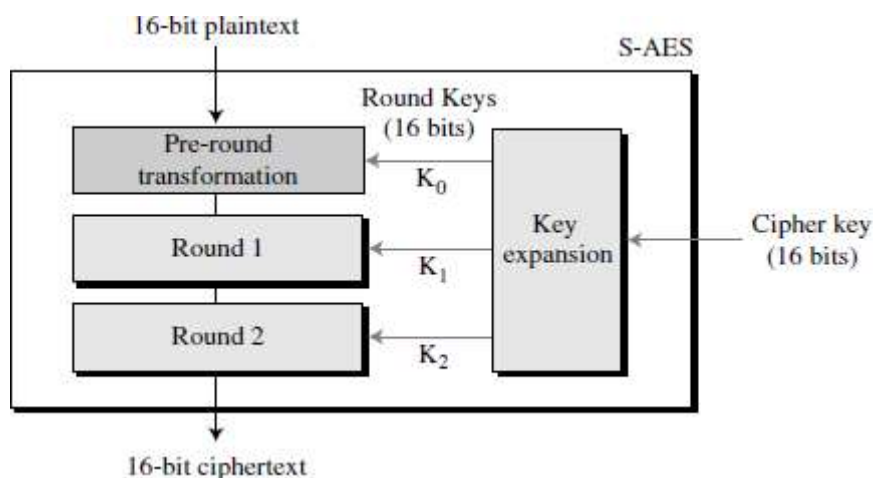 16-bit plaintext
S-AES
Round Keys
(16 bits)
Pre-round
transformation
K0
Key
expansion
Cipher key
(16 bits)
Round 1
K1
Round 2
K2
16-bit ciphertext